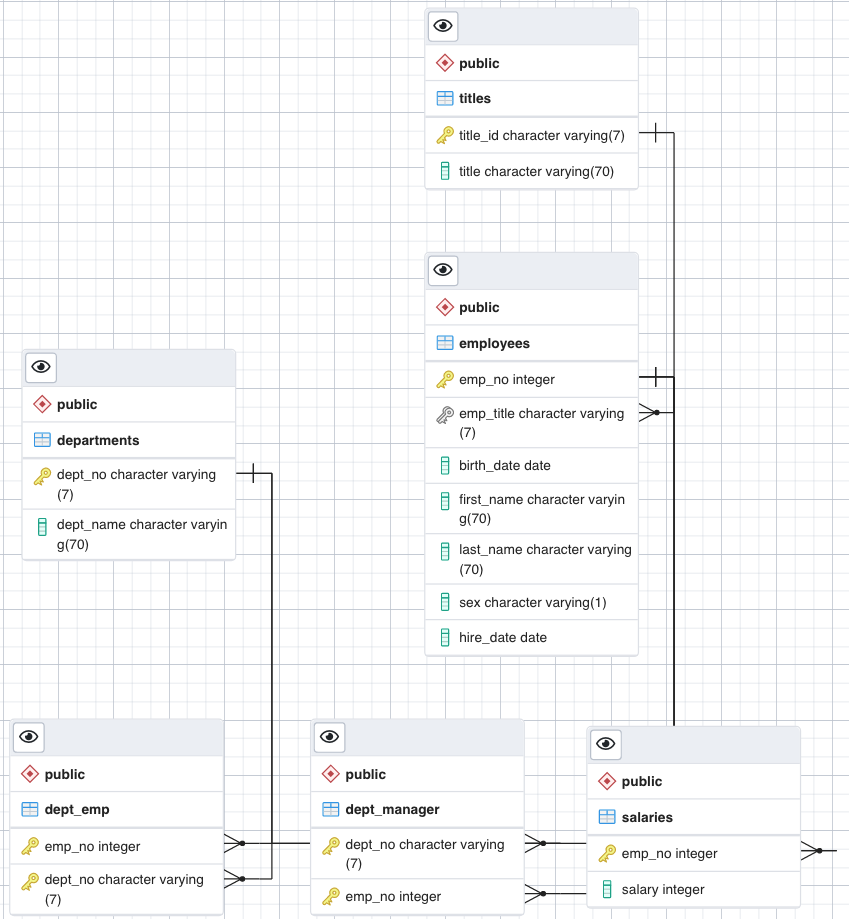 public
titles
title_id character varying(7)
title character varying(70)
public
employees
emp_no integer
emp_title character varying
(7)
birth_date date
first_name character varyin
g(70)
last_name character varying
(70)
sex character varying(1)
hire_date date
public
departments
dept_no character varying
(7)
dept_name character varyin
g(70)
public
dept_emp
emp_no integer
dept_no character varying
(7)
public
dept_manager
dept_no character varying
(7)
emp_no integer
public
salaries
emp_no integer
salary integer